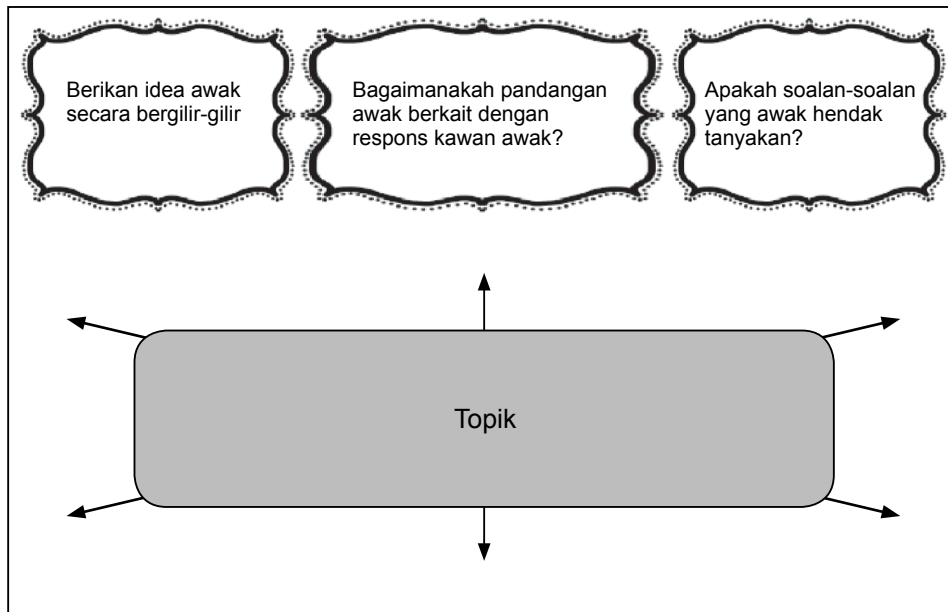 Berikan idea awak
secara bergilir-gilir
Bagaimanakah pandangan
awak berkait dengan
respons kawan awak?
Apakah soalan-soalan
yang awak hendak
tanyakan?
Topik